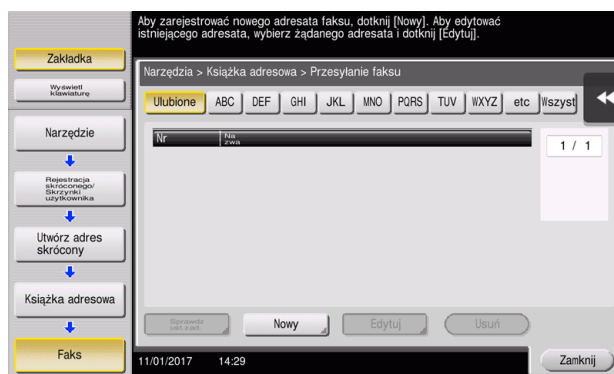 Aby zarejestrować nowego adresata faksu, dotknij [Nowy]. Aby edytować
istniejącego adresata, wybierz żądanego adresata i dotknij [Edytuj].
Zakładka
Wyświetl
klawiaturę
Narzędzie
Rejestracja
skróconego/
Skrzynki
użytkownika
Utwórz adres
skrócony
Książka adresowa
Faks
Narzędzia > Książka adresowa > Przesyłanie faksu
Ulubione ABC DEF GHI JKL MNO PQRS TUV WXYZ etc Wszyst
Nr Na
zwa
1 / 1
Sprawdź
ust.zad.
Nowy Edytuj Usuń
11/01/2017 14:29 Zamknij